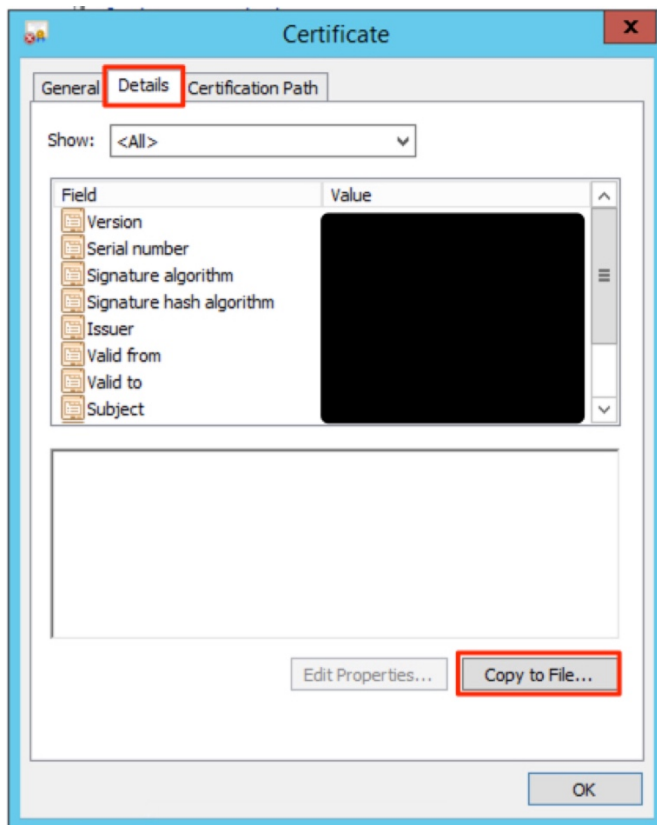 Certificate
x
General Details Certification Path
Show: <All>
Field Value
Version
Serial number
Signature algorithm
Signature hash algorithm
Issuer
Valid from
Valid to
Subject
Edit Properties... Copy to File...
OK